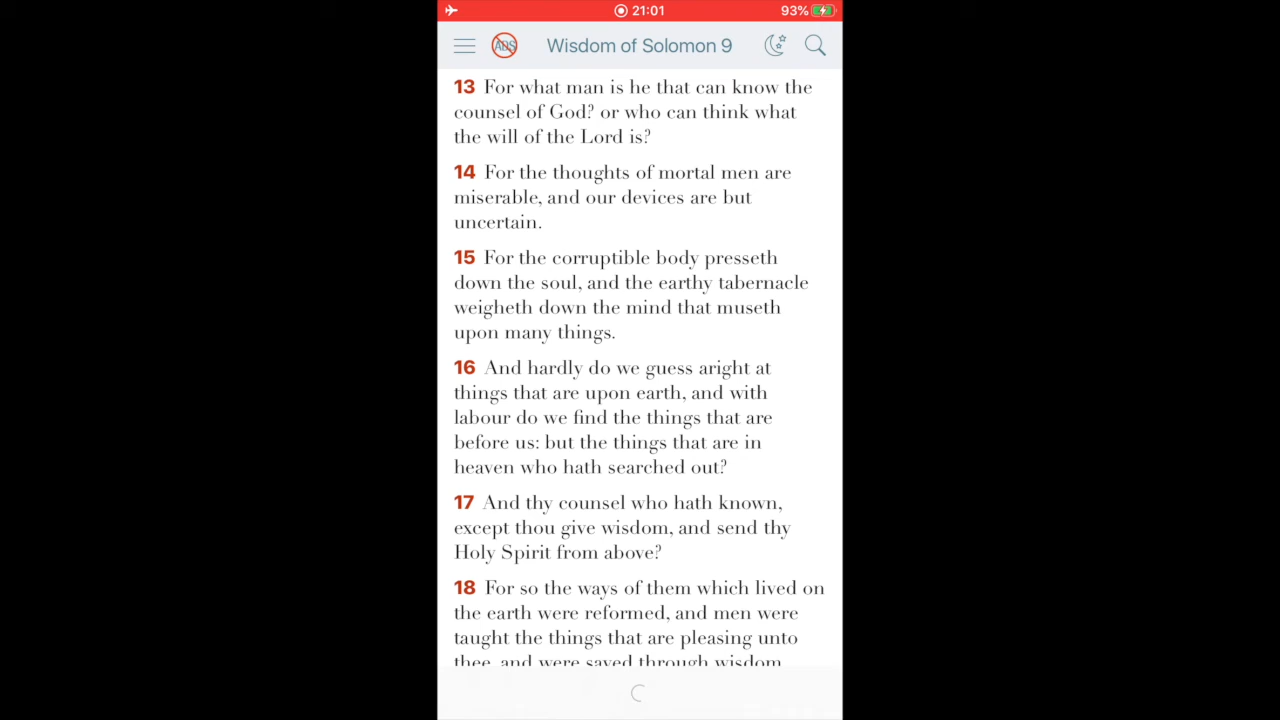 21:01
93%
ADS
Wisdom of Solomon 9
13 For what man is he that can know the
counsel of God? or who can think what
the will of the Lord is?
14 For the thoughts of mortal men are
miserable, and our devices are but
uncertain.
15 For the corruptible body presseth
down the soul, and the earthy tabernacle
weigheth down the mind that museth
upon many things.
16 And hardly do we guess aright at
things that are upon earth, and with
labour do we find the things that are
before us: but the things that are in
heaven who hath searched out?
17 And thy counsel who hath known,
except thou give wisdom, and send thy
Holy Spirit from above?
18 For so the ways of them which lived on
the earth were reformed, and men were
taught the things that are pleasing unto
thee, and were saved through wisdom